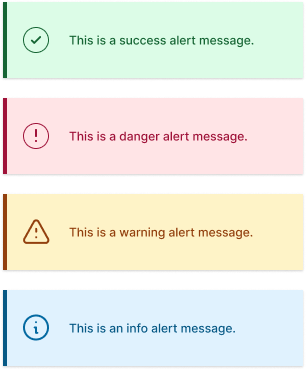 This is a success alert message.
This is a danger alert message.
This is a warning alert message.
This is an info alert message.